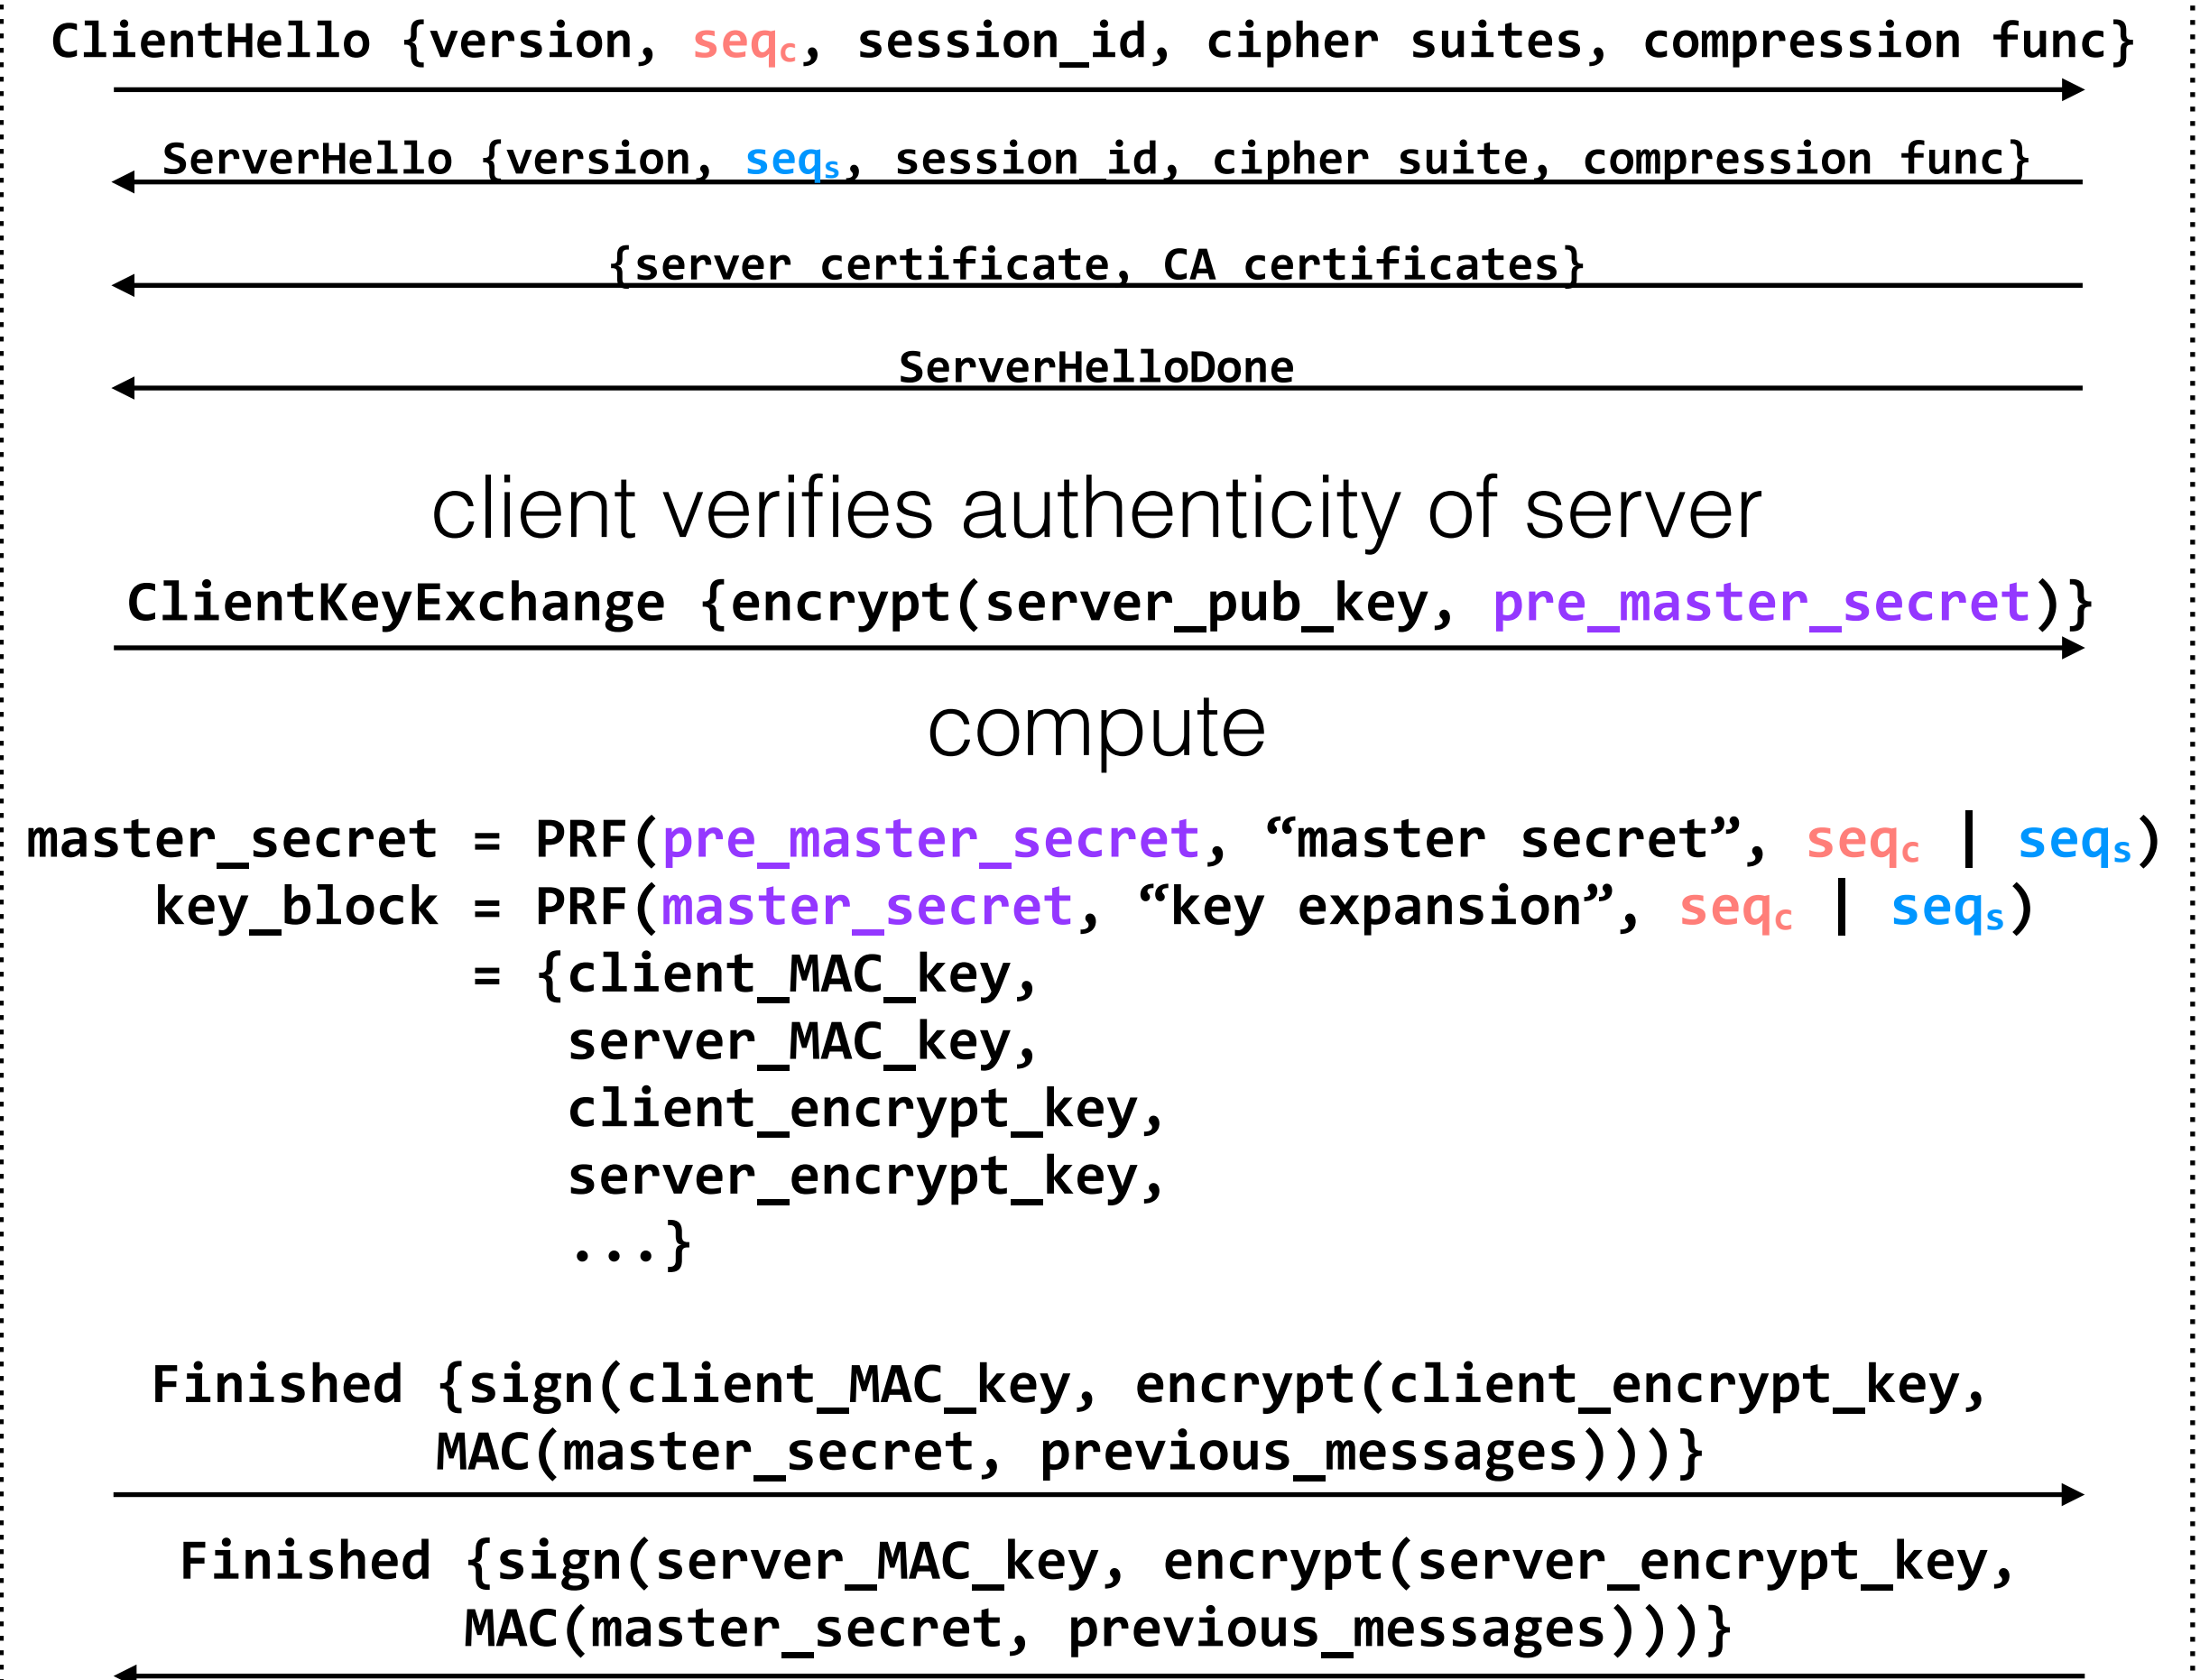 ClientHello {version, seqc, session_id, cipher suites, compression func}
ServerHello {version, seqs, session_id, cipher suite, compression func}
{server certificate, CA certificates}
ServerHelloDone
client verifies authenticity of server
ClientKeyExchange {encrypt(server_pub_key, pre_master_secret)}
compute
master_secret = PRF(pre_master_secret, “master secret”, seqc | seqs)
key_block = PRF(master_secret, “key expansion”, seqc | seqs)
= {client_MAC_key,
server_MAC_key,
client_encrypt_key,
server_encrypt_key,
...}
Finished {sign(client_MAC_key, encrypt(client_encrypt_key,
MAC(master_secret, previous_messages)))}
Finished {sign(server_MAC_key, encrypt(server_encrypt_key,
MAC(master_secret, previous_messages)))}